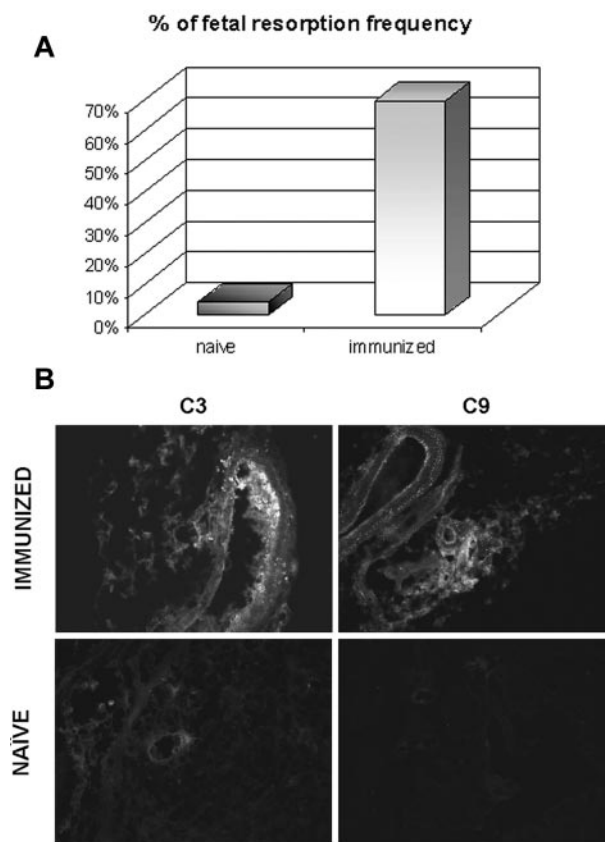 % of fetal resorption frequency
A
70%
60%
50%
40%
30%
20%
10%
0%
naive
immunized
B
C3
C9
IMMUNIZED
NAÏVE